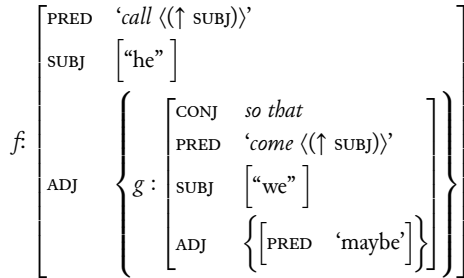 PRED ‘call ⟨(↑ SUBJ)⟩’
SUBJ [“he” ]
f: ADJ { g : [
CONJ so that
PRED ‘come ⟨(↑ SUBJ)⟩’
SUBJ [“we” ]
ADJ {[PRED ‘maybe’]}
] }